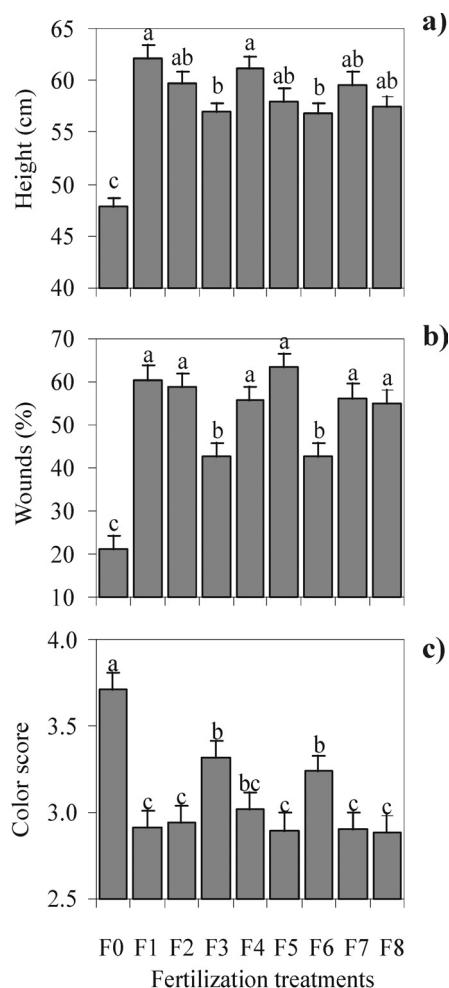 a)
65
60
55
50
45
40
Height (cm)
c a ab b a ab b ab ab
b)
70
60
50
40
30
20
10
Wounds (%)
c a a b a a b a a
c)
4.0
3.5
3.0
2.5
Color score
a c c b bc c b c c
F0 F1 F2 F3 F4 F5 F6 F7 F8
Fertilization treatments